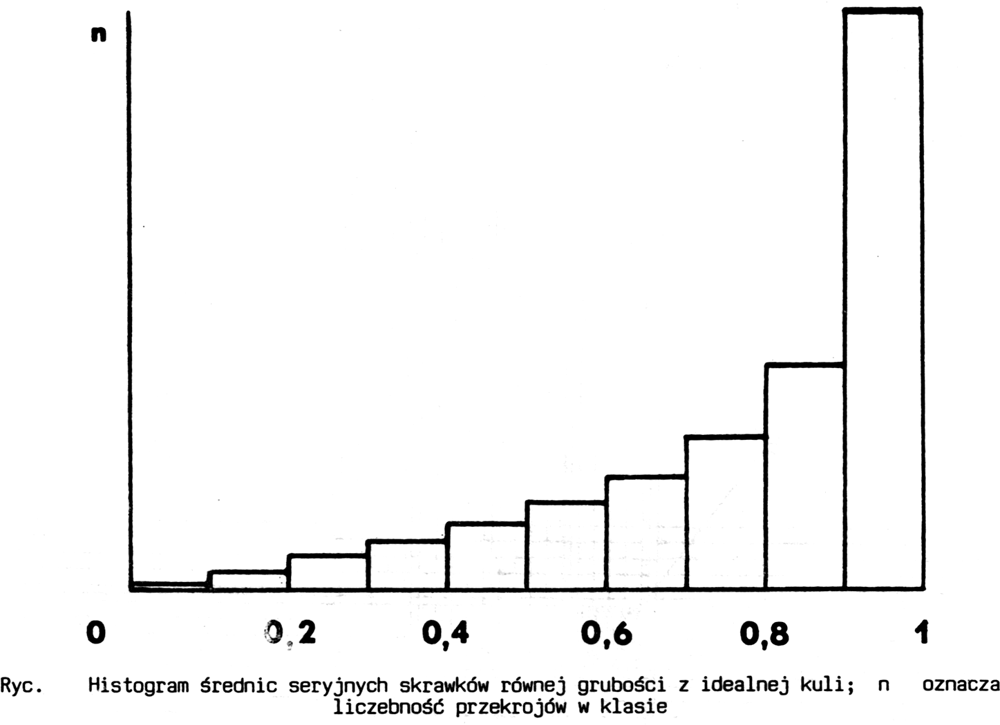 n
0 0,2 0,4 0,6 0,8 1
Ryc. Histogram średnic seryjnych skrawków równej grubości z idealnej kuli; n oznacza
liczebność przekrojów w klasie